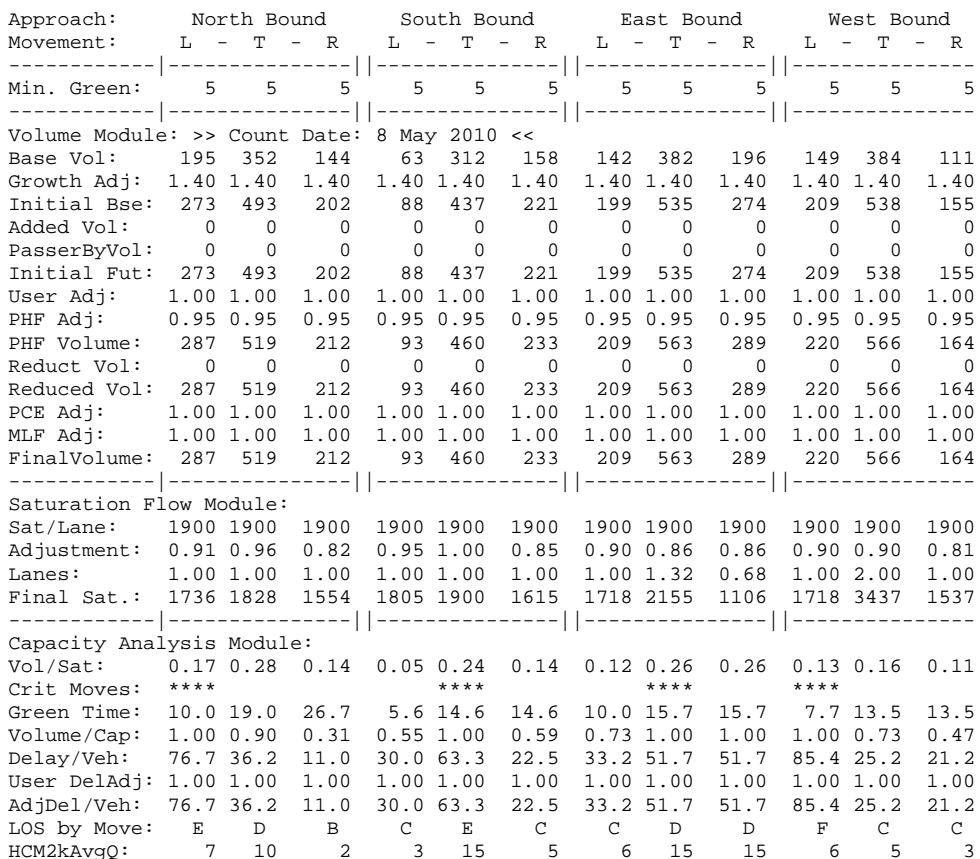 Approach:      North Bound      South Bound       East Bound       West Bound
Movement:     L  -  T  -  R    L  -  T  -  R    L  -  T  -  R    L  -  T  -  R
------------|---------------||---------------||---------------||---------------
Min. Green:     5    5     5     5    5     5     5    5     5     5    5     5
------------|---------------||---------------||---------------||---------------
Volume Module: >> Count Date: 8 May 2010 <<
Base Vol:     195  352   144    63  312   158   142  382   196   149  384   111
Growth Adj:  1.40 1.40  1.40  1.40 1.40  1.40  1.40 1.40  1.40  1.40 1.40  1.40
Initial Bse:  273  493   202    88  437   221   199  535   274   209  538   155
Added Vol:      0    0     0     0    0     0     0    0     0     0    0     0
PasserByVol:    0    0     0     0    0     0     0    0     0     0    0     0
Initial Fut:  273  493   202    88  437   221   199  535   274   209  538   155
User Adj:    1.00 1.00  1.00  1.00 1.00  1.00  1.00 1.00  1.00  1.00 1.00  1.00
PHF Adj:     0.95 0.95  0.95  0.95 0.95  0.95  0.95 0.95  0.95  0.95 0.95  0.95
PHF Volume:   287  519   212    93  460   233   209  563   289   220  566   164
Reduct Vol:     0    0     0     0    0     0     0    0     0     0    0     0
Reduced Vol:  287  519   212    93  460   233   209  563   289   220  566   164
PCE Adj:     1.00 1.00  1.00  1.00 1.00  1.00  1.00 1.00  1.00  1.00 1.00  1.00
MLF Adj:     1.00 1.00  1.00  1.00 1.00  1.00  1.00 1.00  1.00  1.00 1.00  1.00
FinalVolume:  287  519   212    93  460   233   209  563   289   220  566   164
------------|---------------||---------------||---------------||---------------
Saturation Flow Module:
Sat/Lane:    1900 1900  1900  1900 1900  1900  1900 1900  1900  1900 1900  1900
Adjustment:  0.91 0.96  0.82  0.95 1.00  0.85  0.90 0.86  0.86  0.90 0.90  0.81
Lanes:       1.00 1.00  1.00  1.00 1.00  1.00  1.00 1.32  0.68  1.00 2.00  1.00
Final Sat.:  1736 1828  1554  1805 1900  1615  1718 2155  1106  1718 3437  1537
------------|---------------||---------------||---------------||---------------
Capacity Analysis Module:
Vol/Sat:     0.17 0.28  0.14  0.05 0.24  0.14  0.12 0.26  0.26  0.13 0.16  0.11
Crit Moves:  ****                  ****             ****        ****
Green Time:  10.0 19.0  26.7   5.6 14.6  14.6  10.0 15.7  15.7   7.7 13.5  13.5
Volume/Cap:  1.00 0.90  0.31  0.55 1.00  0.59  0.73 1.00  1.00  1.00 0.73  0.47
Delay/Veh:   76.7 36.2  11.0  30.0 63.3  22.5  33.2 51.7  51.7  85.4 25.2  21.2
User DelAdj: 1.00 1.00  1.00  1.00 1.00  1.00  1.00 1.00  1.00  1.00 1.00  1.00
AdjDel/Veh:  76.7 36.2  11.0  30.0 63.3  22.5  33.2 51.7  51.7  85.4 25.2  21.2
LOS by Move:   E    D     B     C    E     C     C    D     D     F    C     C
HCM2kAvgQ:      7   10     2     3   15     5     6   15    15     6    5     3